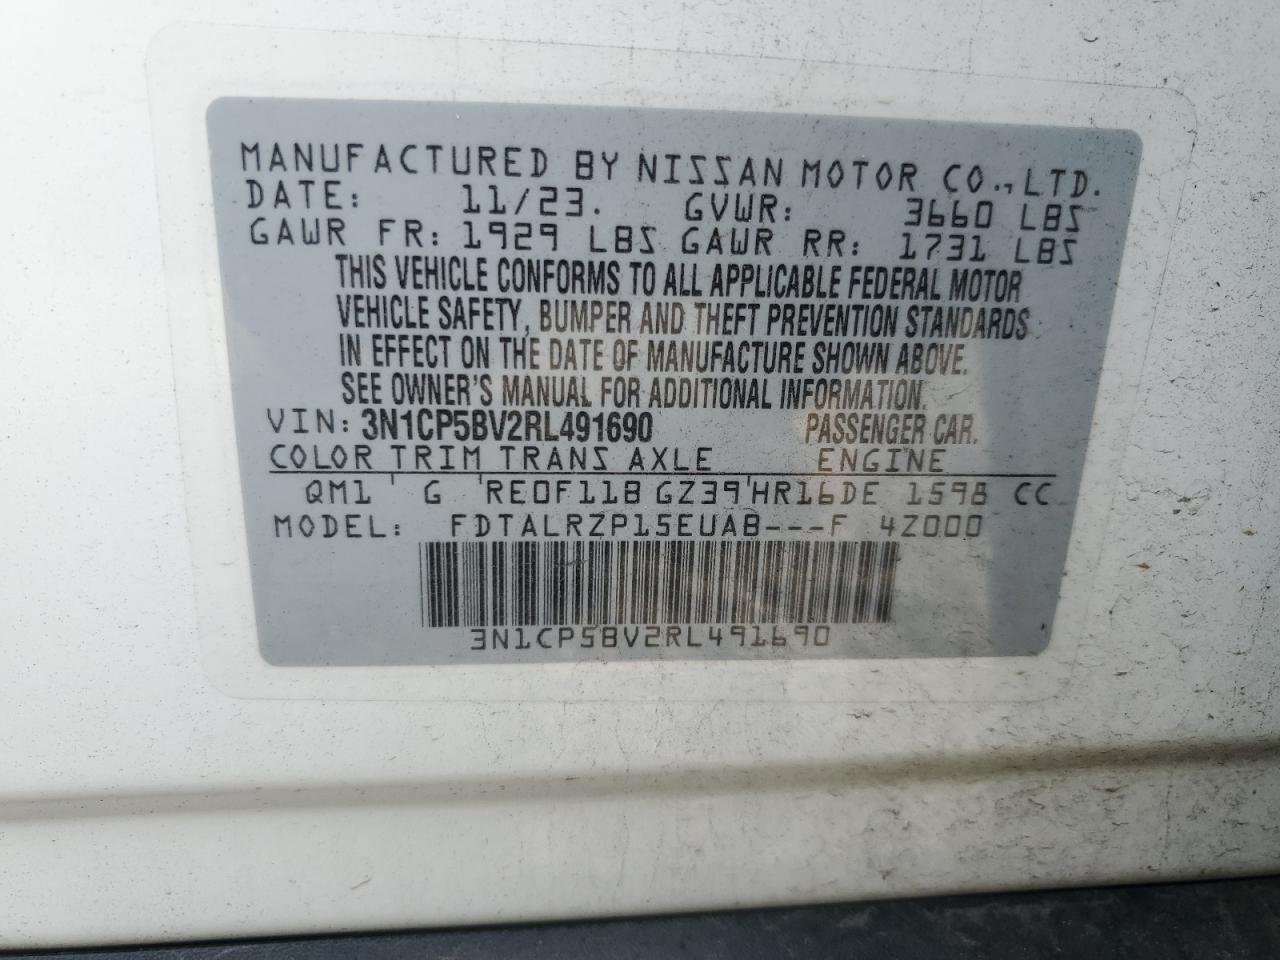 MANUFACTURED BY NISSAN MOTOR CO., LTD.
DATE: 11/23. GVWR: 3660 LBS
GAWR FR: 1929 LBS GAWR RR: 1731 LBS
THIS VEHICLE CONFORMS TO ALL APPLICABLE FEDERAL MOTOR
VEHICLE SAFETY, BUMPER AND THEFT PREVENTION STANDARDS
IN EFFECT ON THE DATE OF MANUFACTURE SHOWN ABOVE.
SEE OWNER'S MANUAL FOR ADDITIONAL INFORMATION.
VIN: 3N1CP5BV2RL491690 PASSENGER CAR.
COLOR TRIM TRANS AXLE ENGINE
QM1 ' G 'RE0F11B GZ39'HR16DE 1598 CC
MODEL: FDTALRZP15EUAB---F 4Z000
3N1CP5BV2RL491690